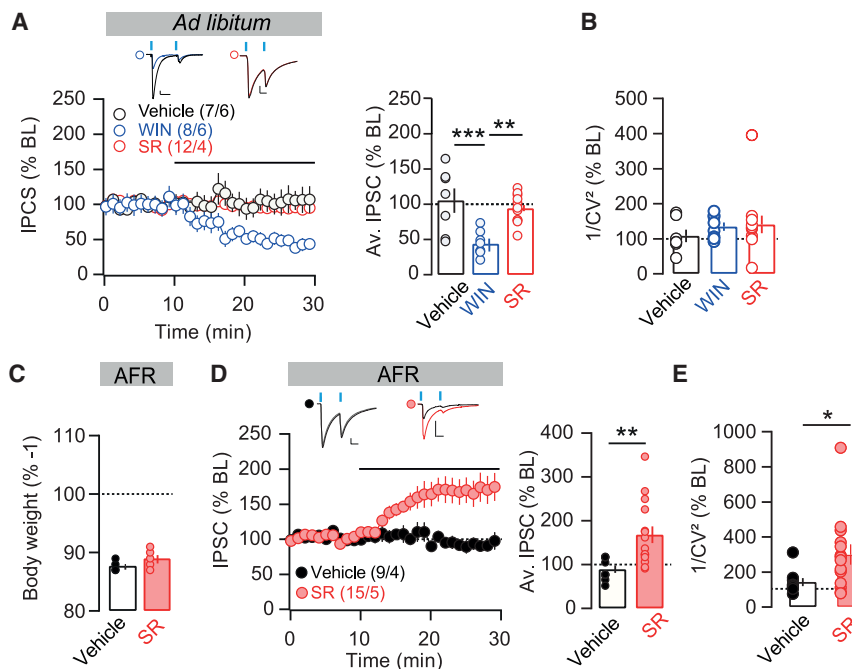 A
Ad libitum
IPCS (% BL)
250
200
150
100
50
0
Vehicle (7/6)
WIN (8/6)
SR (12/4)
0 10 20 30
Time (min)
Av. IPSC (% BL)
250
200
150
100
50
0
*** **
Vehicle
WIN
SR
B
1/CV² (% BL)
500
400
300
200
100
0
Vehicle
WIN
SR
C
AFR
Body weight (% -1)
110
100
90
80
Vehicle
SR
D
AFR
IPSC (% BL)
250
200
150
100
50
0
Vehicle (9/4)
SR (15/5)
0 10 20 30
Time (min)
Av. IPSC (% BL)
400
300
200
100
0
**
Vehicle
SR
E
1/CV² (% BL)
1000
800
600
400
200
0
*
Vehicle
SR